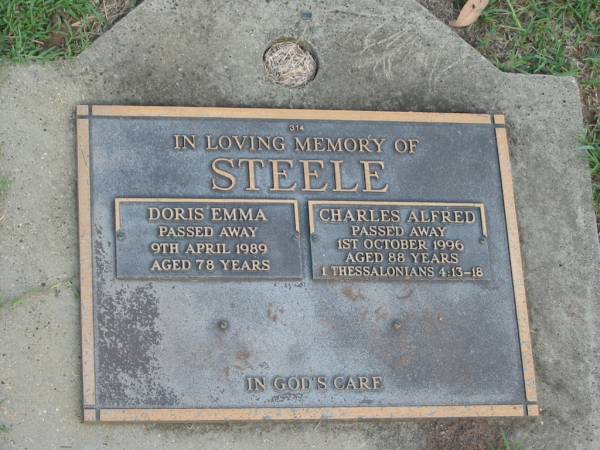 314
IN LOVING MEMORY OF
STEELE
DORIS EMMA
PASSED AWAY
9TH APRIL 1989
AGED 78 YEARS
CHARLES ALFRED
PASSED AWAY
1ST OCTOBER 1996
AGED 88 YEARS
1 THESSALONIANS 4:13-18
IN GOD'S CARE